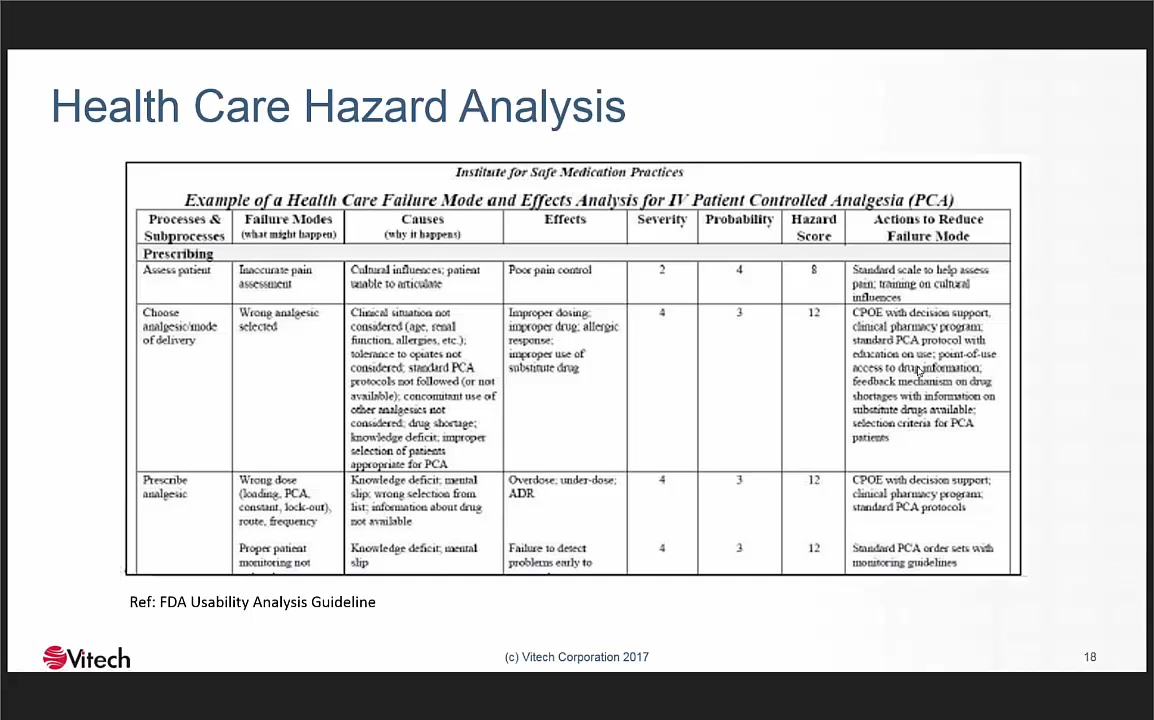 Health Care Hazard Analysis
Institute for Safe Medication Practices
Example of a Health Care Failure Mode and Effects Analysis for IV Patient Controlled Analgesia (PCA)
Processes & Subprocesses
Failure Modes
(what might happen)
Causes
(why it happens)
Effects
Severity
Probability
Hazard Score
Actions to Reduce Failure Mode
Prescribing
Assess patient
Inaccurate pain
assessment
Cultural influences; patient
unable to articulate
Poor pain control
2
4
8
Standard scale to help assess
pain; training on cultural
influences
Choose
analgesic/mode
of delivery
Wrong analgesic
selected
Clinical situation not
considered (age, renal
function, allergies, etc.);
tolerance to opiates not
considered; standard PCA
protocols not followed (or not
available); concomitant use of
other analgesics not
considered; drug shortage;
knowledge deficit; improper
selection of patients
appropriate for PCA
Improper dosing;
improper drug; allergic
response;
improper use of
substitute drug
4
3
12
CPOE with decision support,
clinical pharmacy program;
standard PCA protocol with
education on use; point-of-use
access to drug information;
feedback mechanism on drug
shortages with information on
substitute drugs available;
selection criteria for PCA
patients
Prescribe
analgesic
Wrong dose
(loading, PCA,
constant, lock-out),
route, frequency
Knowledge deficit; mental
slip; wrong selection from
list; information about drug
not available
Overdose; under-dose;
ADR
4
3
12
CPOE with decision support;
clinical pharmacy program;
standard PCA protocols
Proper patient
monitoring not
Knowledge deficit; mental
slip
Failure to detect
problems early to
4
3
12
Standard PCA order sets with
monitoring guidelines
Ref: FDA Usability Analysis Guideline
Vitech
(c) Vitech Corporation 2017
18